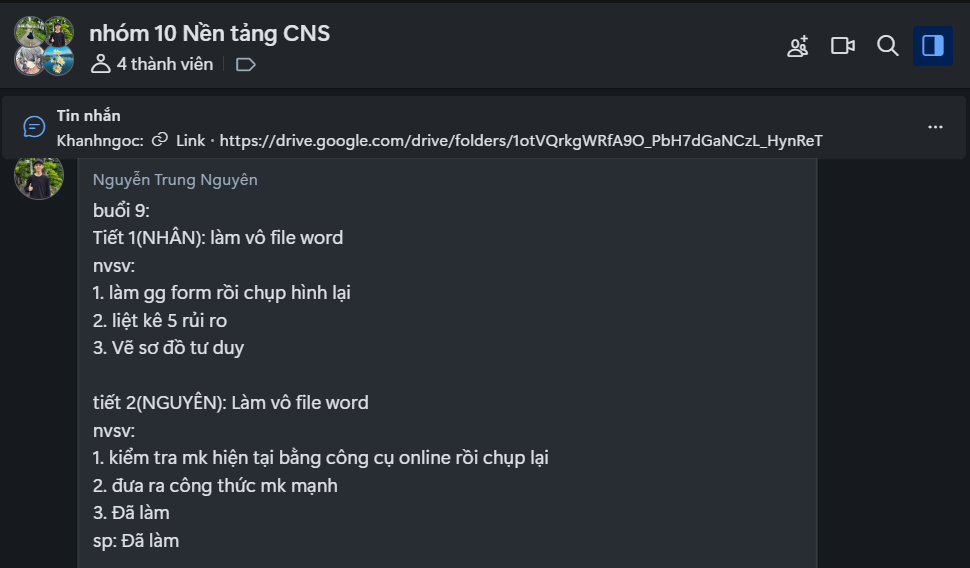 nhóm 10 Nền tảng CNS
4 thành viên
Tin nhắn
Khanhngoc: Link · https://drive.google.com/drive/folders/1otVQrkgWRfA9O_PbH7dGaNCzL_HynReT
Nguyễn Trung Nguyên
buổi 9:
Tiết 1(NHÂN): làm vô file word
nvsv:
1. làm gg form rồi chụp hình lại
2. liệt kê 5 rủi ro
3. Vẽ sơ đồ tư duy
tiết 2(NGUYÊN): Làm vô file word
nvsv:
1. kiểm tra mk hiện tại bằng công cụ online rồi chụp lại
2. đưa ra công thức mk mạnh
3. Đã làm
sp: Đã làm